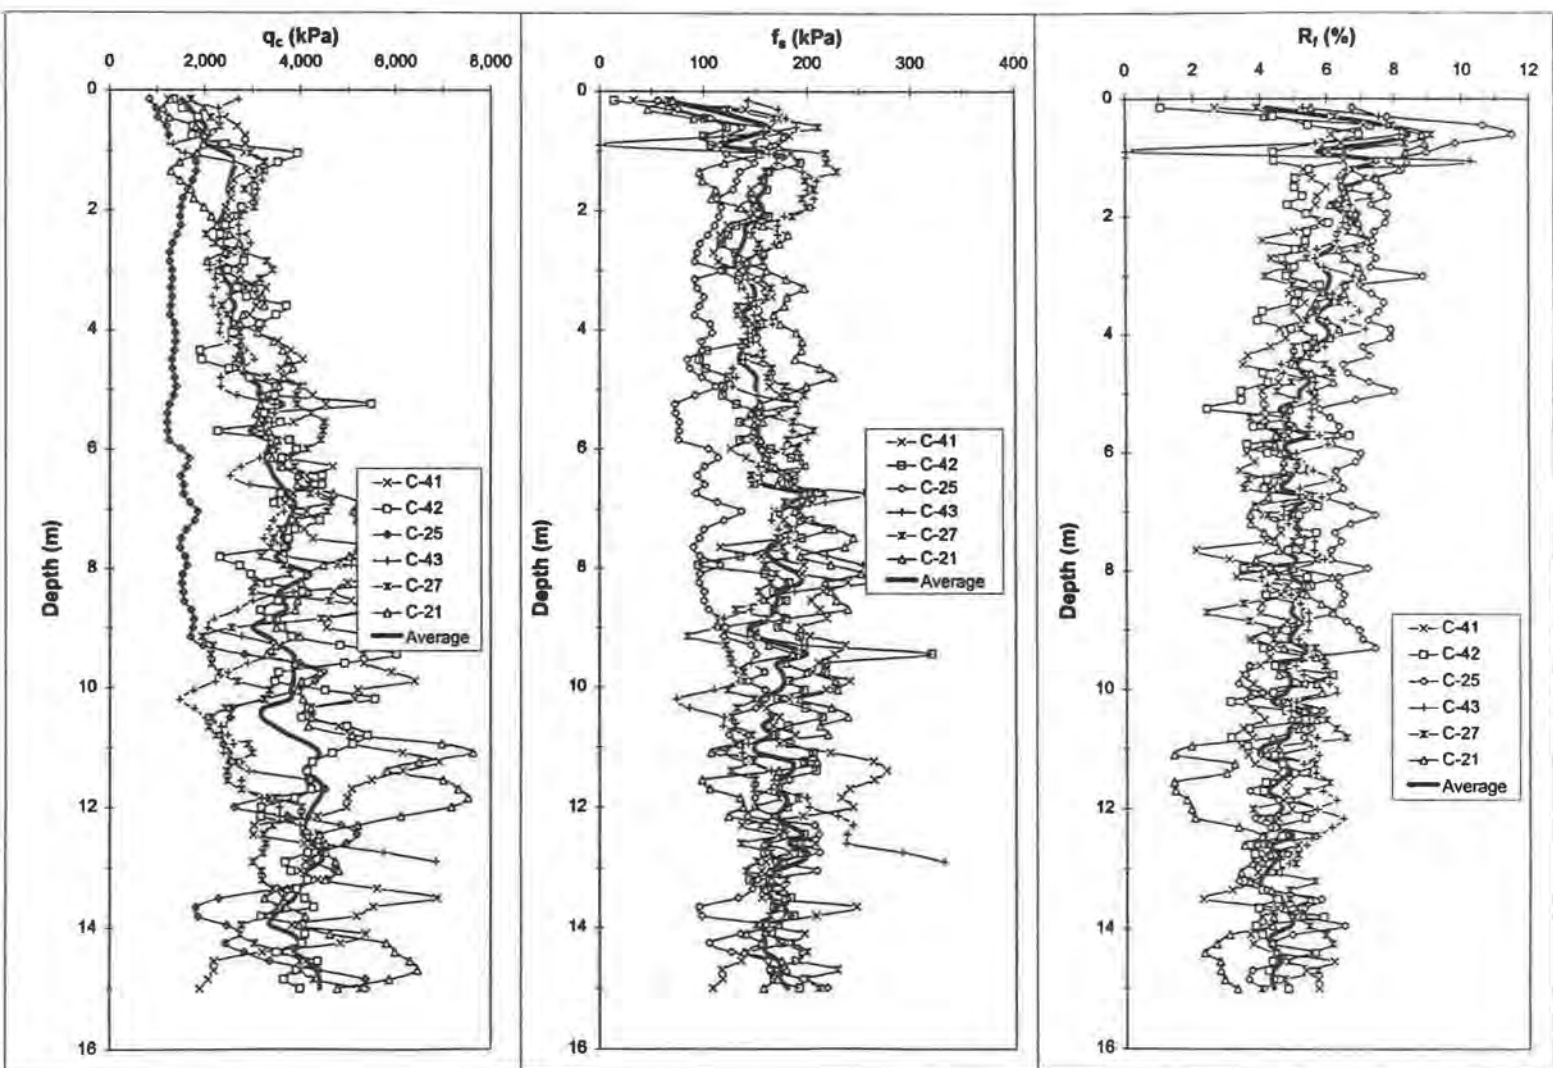 q_c (kPa)
0 2,000 4,000 6,000 8,000
0
2
4
6
8
10
12
14
16
Depth (m)
C-41
C-42
C-25
C-43
C-27
C-21
Average
f_s (kPa)
0 100 200 300 400
0
2
4
6
8
10
12
14
16
Depth (m)
C-41
C-42
C-25
C-43
C-27
C-21
Average
R_f (%)
0 2 4 6 8 10 12
0
2
4
6
8
10
12
14
16
Depth (m)
C-41
C-42
C-25
C-43
C-27
C-21
Average